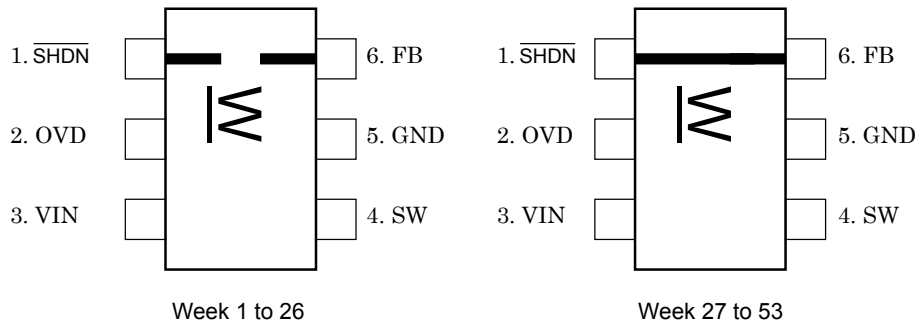 1. SHDN
6. FB
2. OVD
5. GND
3. VIN
4. SW
W
Week 1 to 26
1. SHDN
6. FB
2. OVD
5. GND
3. VIN
4. SW
W
Week 27 to 53